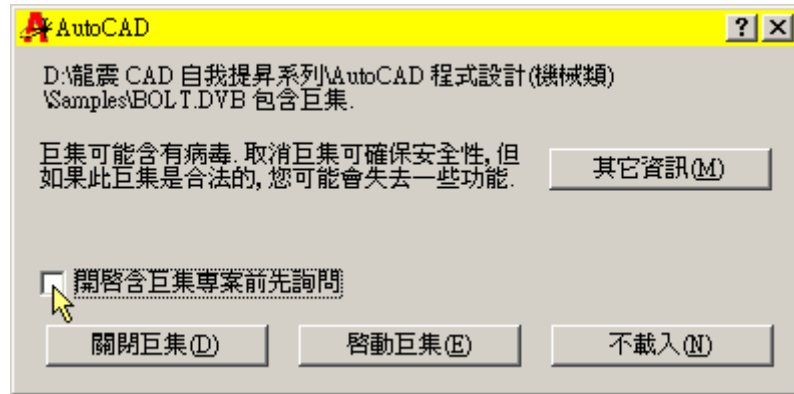 AutoCAD
D:\龍震 CAD 自我提昇系列\AutoCAD 程式設計(機械類)
\Samples\BOLT.DVB 包含巨集.
巨集可能含有病毒. 取消巨集可確保安全性, 但
如果此巨集是合法的, 您可能會失去一些功能.
其它資訊(M)
開啓含巨集專案前先詢問
關閉巨集(D)
啓動巨集(E)
不載入(N)